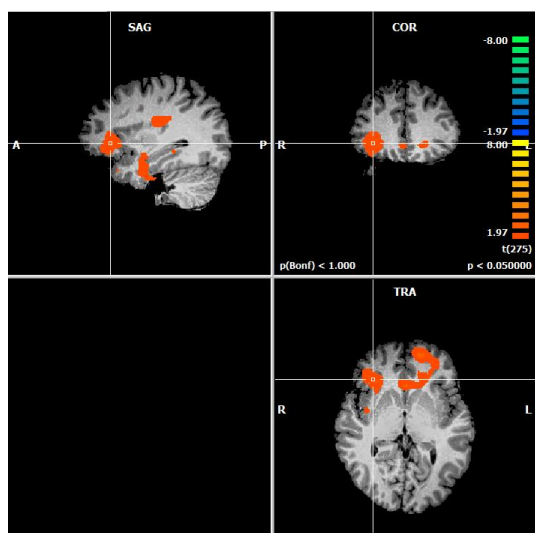 SAG
A
P
COR
-8.00
-1.97
8.00
R
L
1.97
t(275)
p(Bonf) < 1.000
p < 0.050000
TRA
R
L